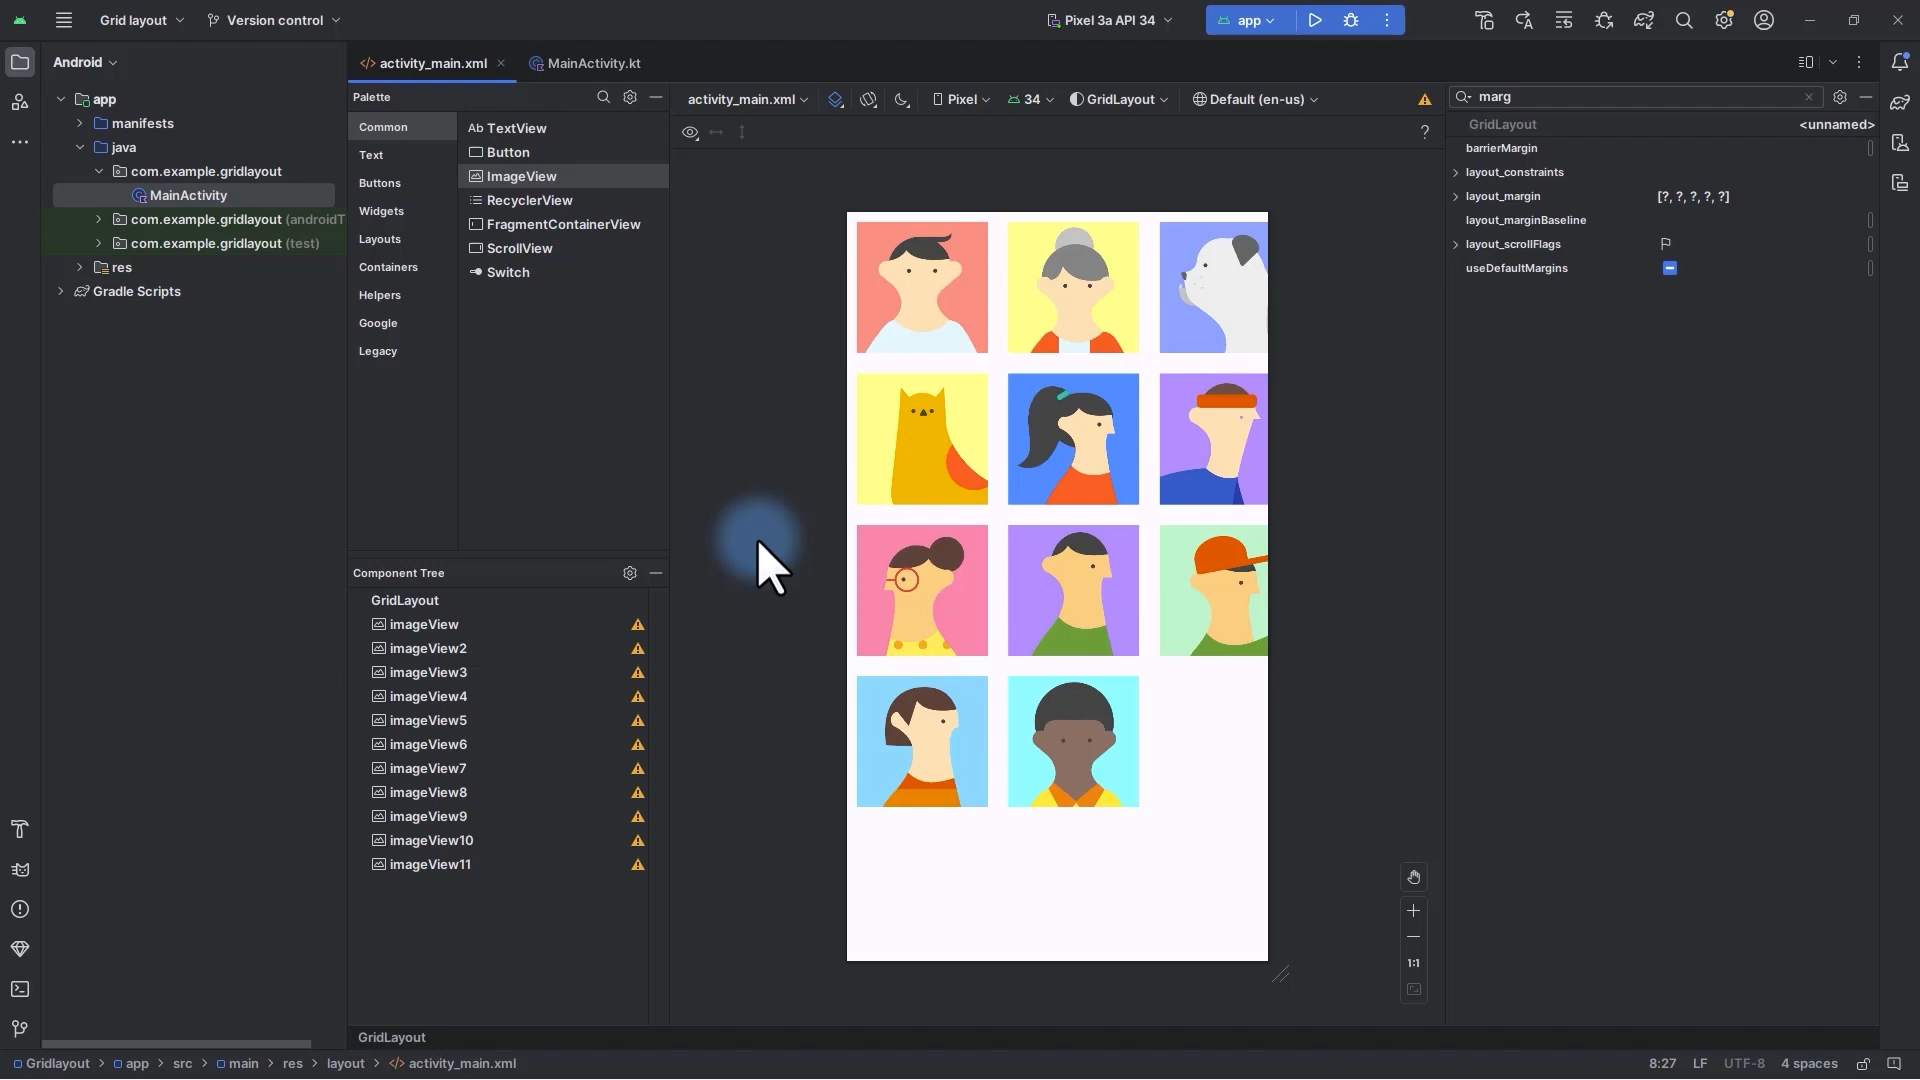 Grid layout
Version control
Pixel 3a API 34
app
Android
app
manifests
java
com.example.gridlayout
MainActivity
com.example.gridlayout (androidT
com.example.gridlayout (test)
res
Gradle Scripts
activity_main.xml
MainActivity.kt
Palette
Common
Text
Buttons
Widgets
Layouts
Containers
Helpers
Google
Legacy
Ab TextView
Button
ImageView
RecyclerView
FragmentContainerView
ScrollView
Switch
Component Tree
GridLayout
imageView
imageView2
imageView3
imageView4
imageView5
imageView6
imageView7
imageView8
imageView9
imageView10
imageView11
activity_main.xml
Pixel
34
GridLayout
Default (en-us)
?
1:1
GridLayout
marg
GridLayout
<unnamed>
barrierMargin
layout_constraints
layout_margin
[?, ?, ?, ?, ?]
layout_marginBaseline
layout_scrollFlags
useDefaultMargins
Gridlayout > app > src > main > res > layout > activity_main.xml
8:27 LF UTF-8 4 spaces